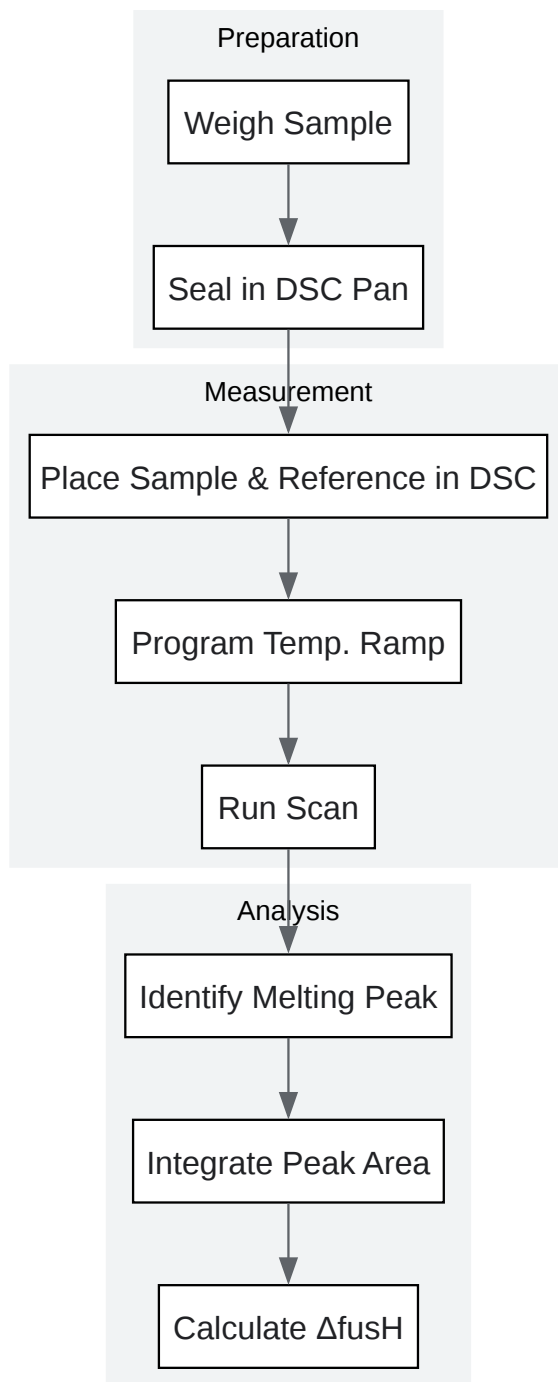 Preparation
Weigh Sample
Seal in DSC Pan
Measurement
Place Sample & Reference in DSC
Program Temp. Ramp
Run Scan
Analysis
Identify Melting Peak
Integrate Peak Area
Calculate ΔfusH